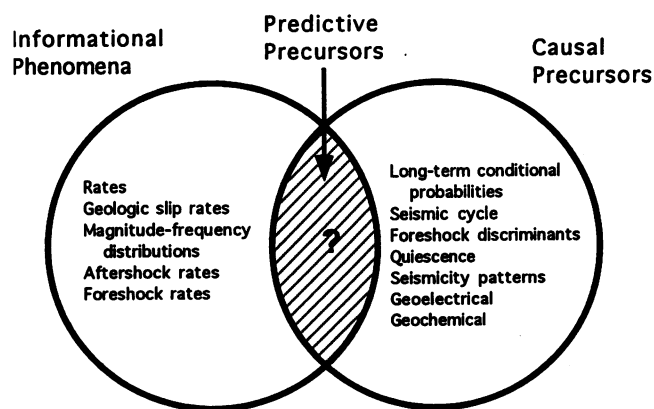 Informational
Phenomena
Predictive
Precursors
Causal
Precursors
Rates
Geologic slip rates
Magnitude-frequency
distributions
Aftershock rates
Foreshock rates
?
Long-term conditional
probabilities
Seismic cycle
Foreshock discriminants
Quiescence
Seismicity patterns
Geoelectrical
Geochemical